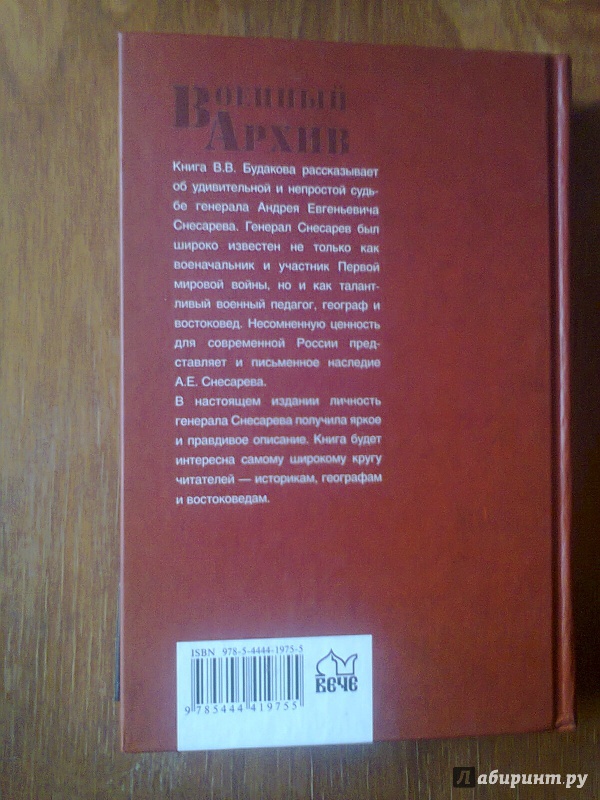 Военный
Архив
Книга В.В. Будакова рассказывает
об удивительной и непростой судь-
бе генерала Андрея Евгеньевича
Снесарева. Генерал Снесарев был
широко известен не только как
военачальник и участник Первой
мировой войны, но и как талант-
ливый военный педагог, географ и
востоковед. Несомненную ценность
для современной России пред-
ставляет и письменное наследие
А.Е. Снесарева.
В настоящем издании личность
генерала Снесарева получила яркое
и правдивое описание. Книга будет
интересна самому широкому кругу
читателей — историкам, географам
и востоковедам.
ISBN 978-5-4444-1975-5
9 785444 419755
ВЕЧЕ
Лабиринт.ру